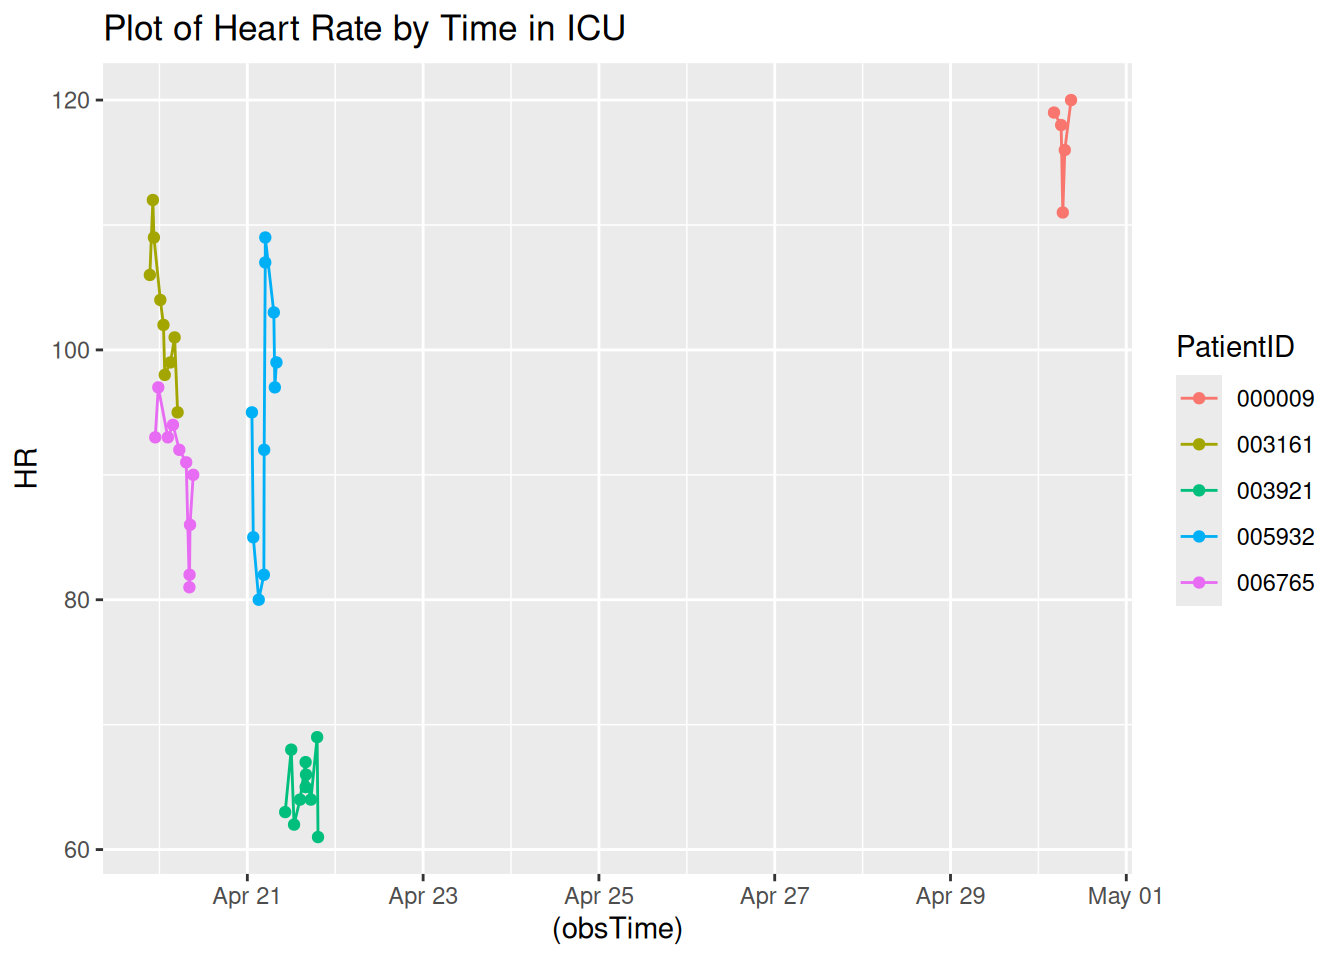 Plot of Heart Rate by Time in ICU
120
100
80
60
HR
Apr 21 Apr 23 Apr 25 Apr 27 Apr 29 May 01
(obsTime)
PatientID
000009
003161
003921
005932
006765